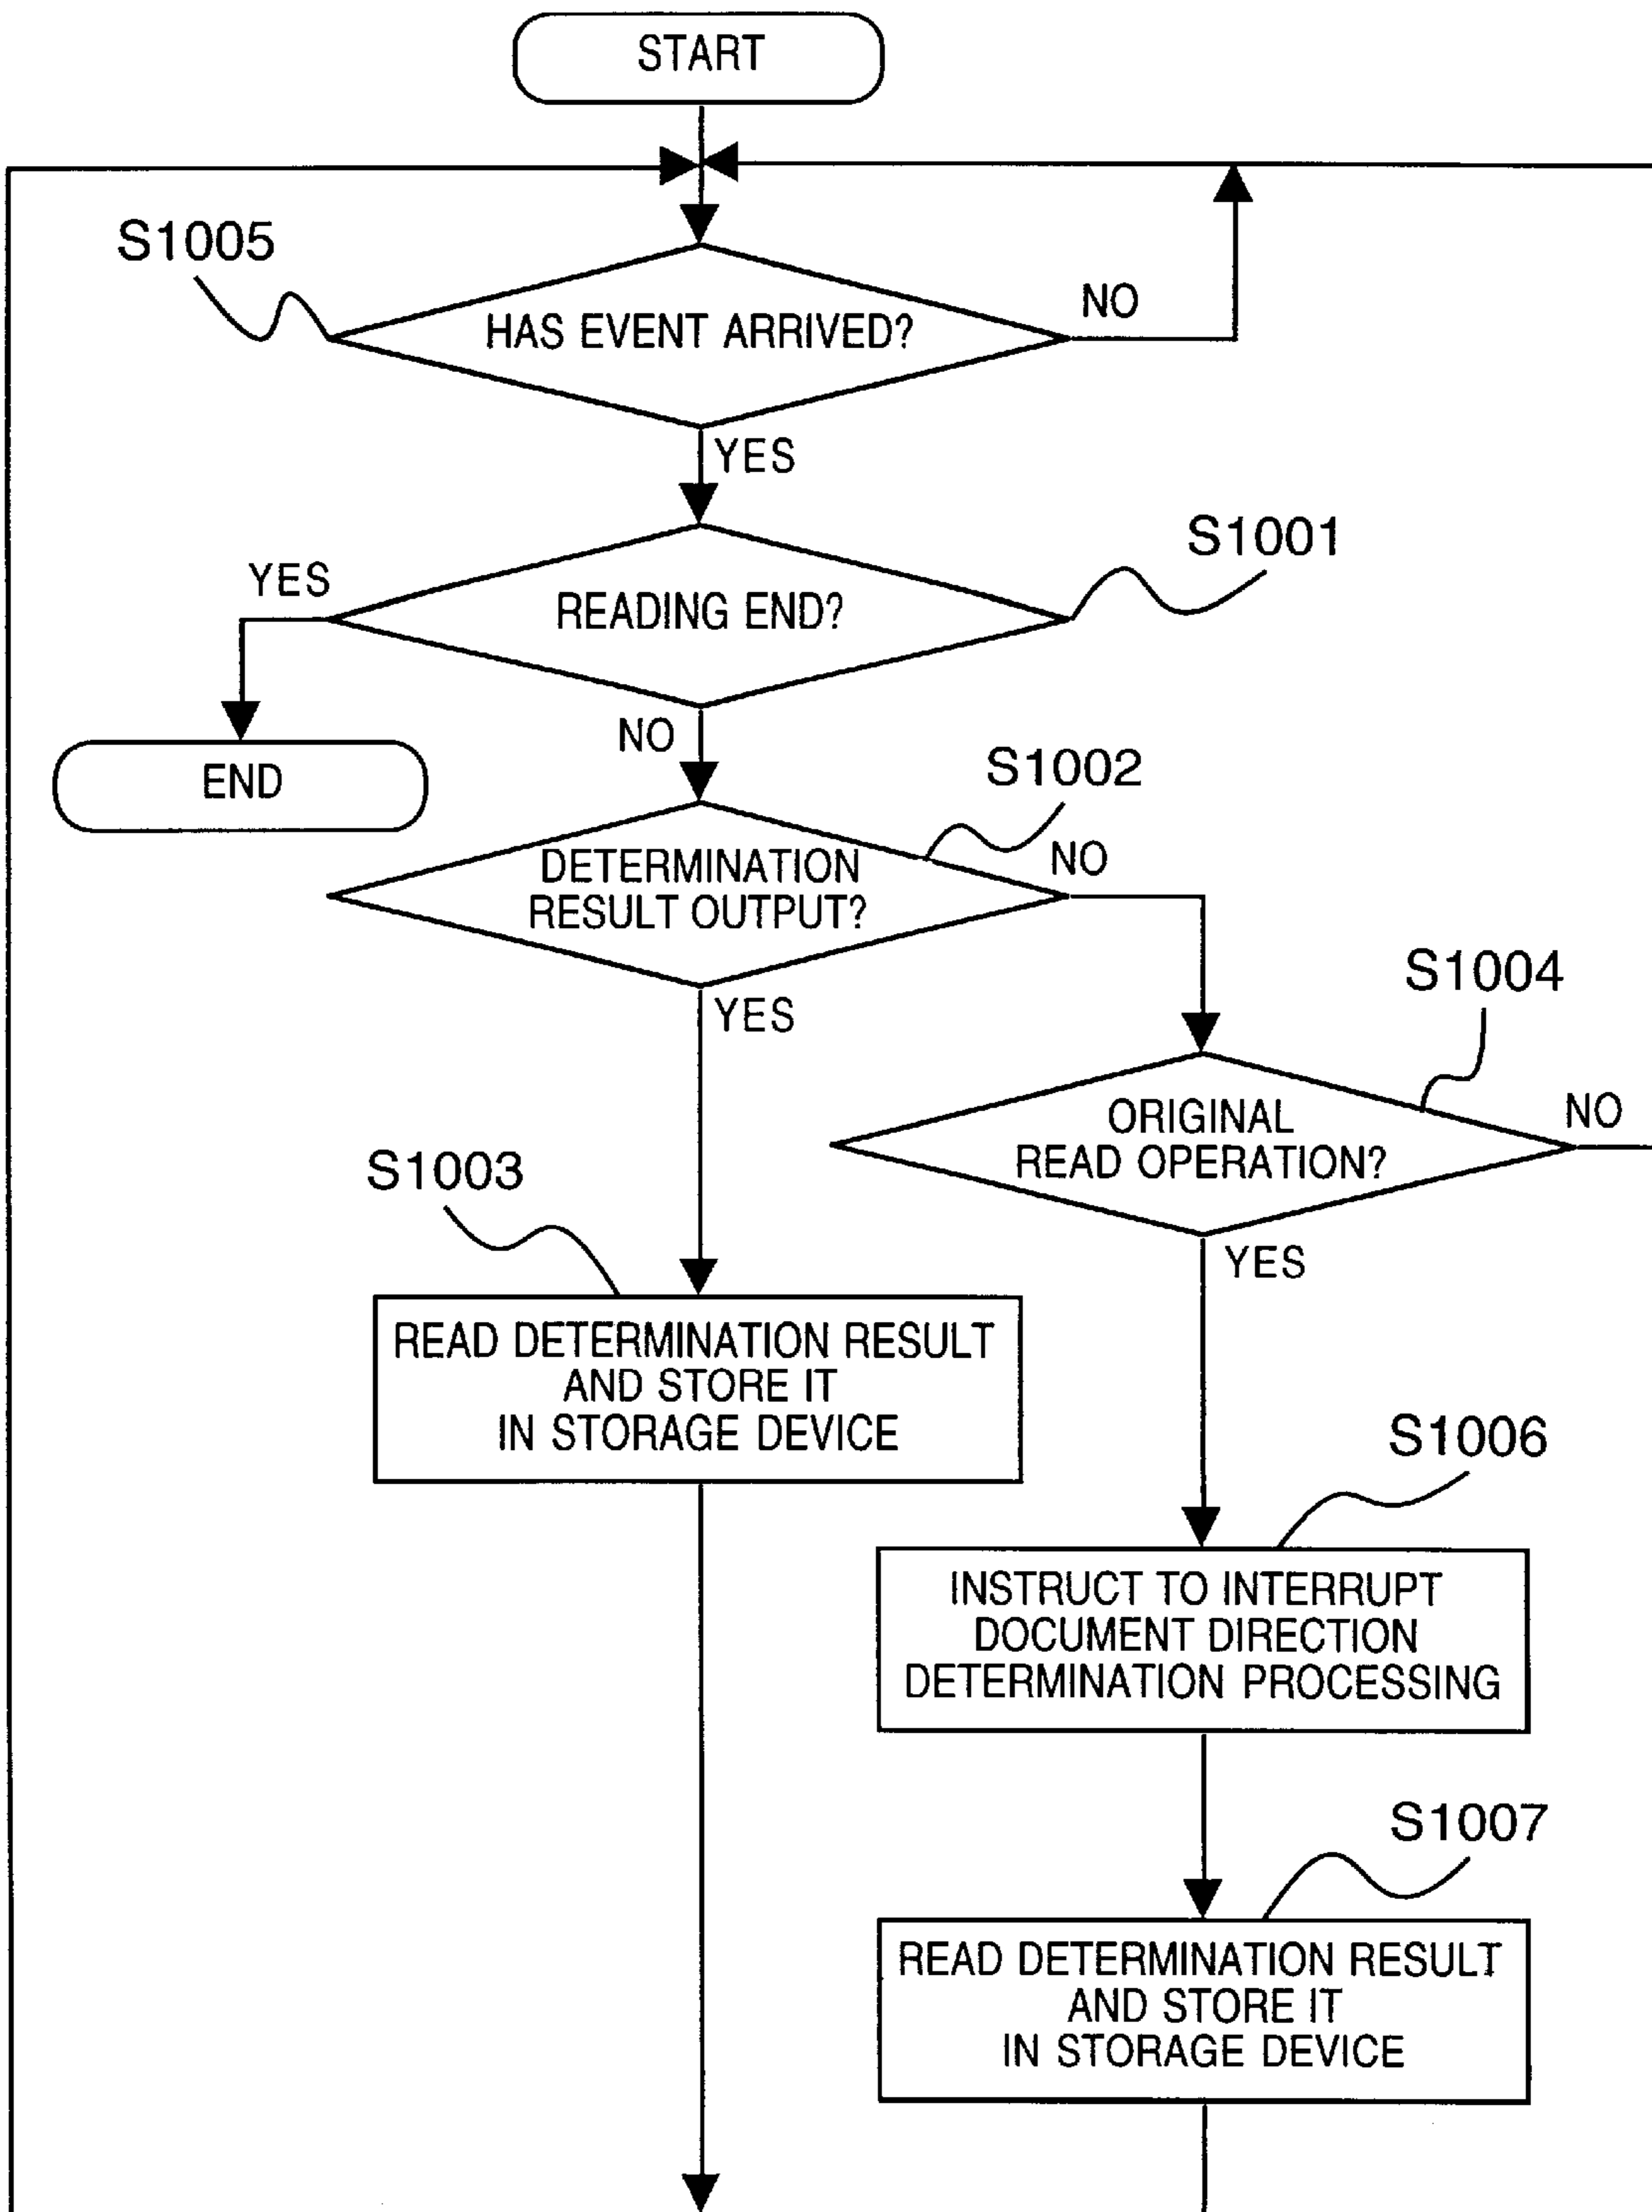 START
S1005
HAS EVENT ARRIVED?
NO
YES
S1001
YES
READING END?
END
NO
S1002
DETERMINATION
RESULT OUTPUT?
NO
YES
S1004
ORIGINAL
READ OPERATION?
NO
YES
S1003
READ DETERMINATION RESULT
AND STORE IT
IN STORAGE DEVICE
S1006
INSTRUCT TO INTERRUPT
DOCUMENT DIRECTION
DETERMINATION PROCESSING
S1007
READ DETERMINATION RESULT
AND STORE IT
IN STORAGE DEVICE